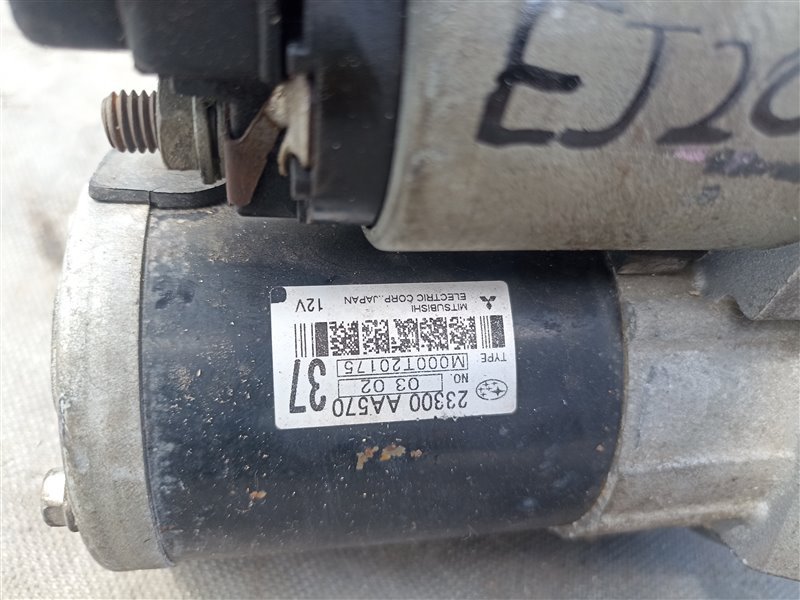 EJ20
23300 AA570
NO. 03 02
37
TYPE M000T20175
MITSUBISHI
ELECTRIC CORP., JAPAN
12V